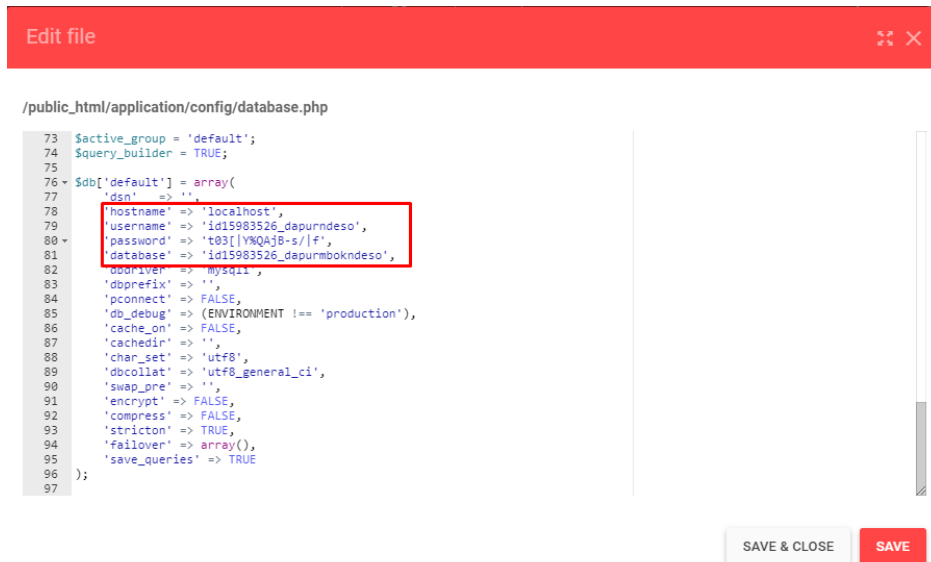 Edit file
/public_html/application/config/database.php
73 $active_group = 'default';
74 $query_builder = TRUE;
75
76 $db['default'] = array(
77 'dsn' => '',
78 'hostname' => 'localhost',
79 'username' => 'id15983526_dapurndeso',
80 'password' => 't03[|Y%QAjB-s/|f',
81 'database' => 'id15983526_dapurmbokndeso',
82 'dbdriver' => 'mysqli',
83 'dbprefix' => '',
84 'pconnect' => FALSE,
85 'db_debug' => (ENVIRONMENT !== 'production'),
86 'cache_on' => FALSE,
87 'cachedir' => '',
88 'char_set' => 'utf8',
89 'dbcollat' => 'utf8_general_ci',
90 'swap_pre' => '',
91 'encrypt' => FALSE,
92 'compress' => FALSE,
93 'stricton' => TRUE,
94 'failover' => array(),
95 'save_queries' => TRUE
96 );
97
SAVE & CLOSE SAVE